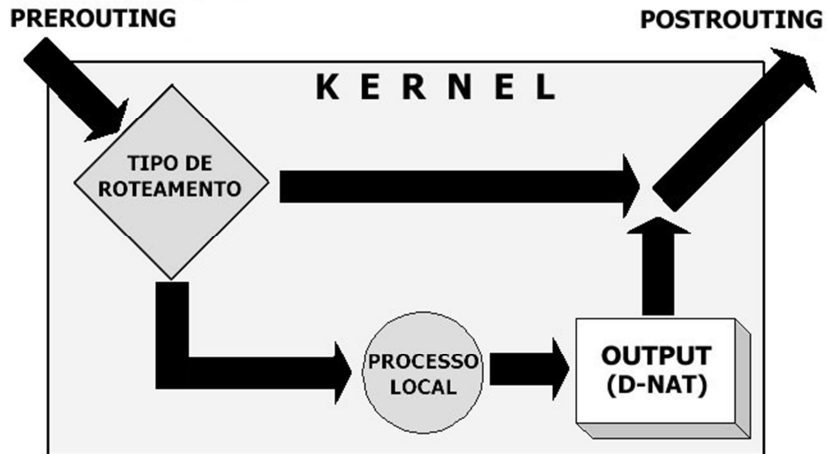 PREROUTING
POSTROUTING
K E R N E L
TIPO DE
ROTEAMENTO
PROCESSO
LOCAL
OUTPUT
(D-NAT)